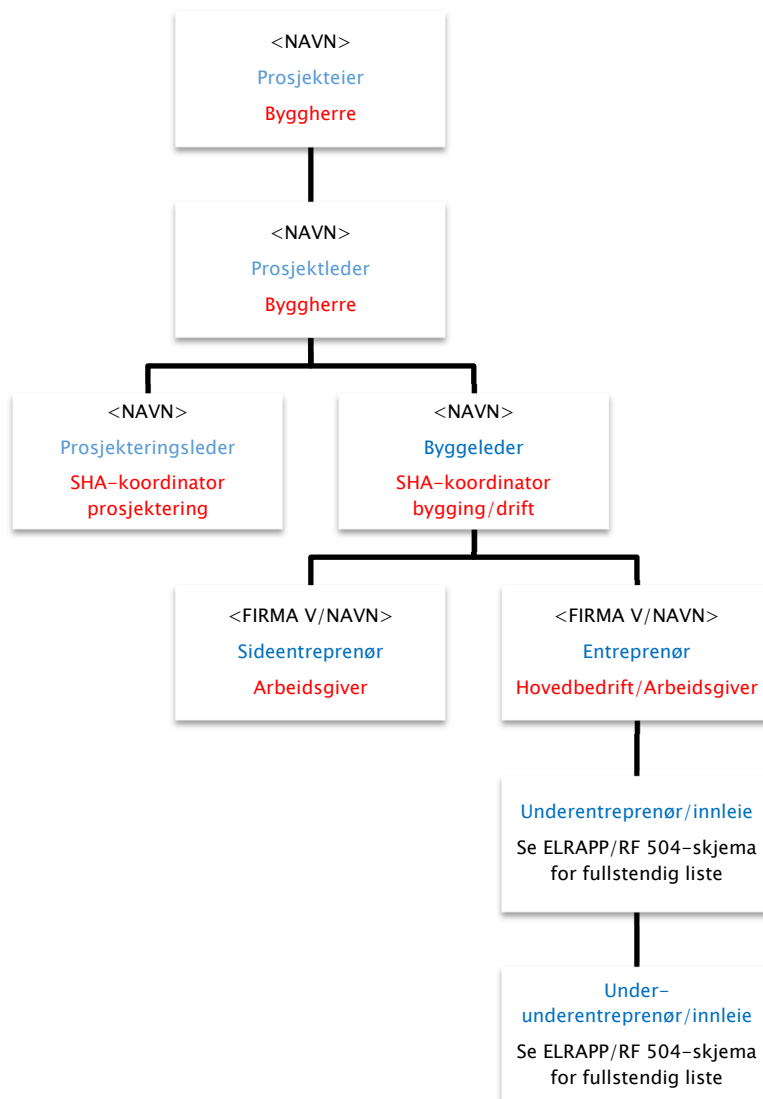 <NAVN>
Prosjekteier
Byggherre
<NAVN>
Prosjektleder
Byggherre
<NAVN>
Prosjekteringsleder
SHA-koordinator
prosjektering
<NAVN>
Byggeleder
SHA-koordinator
bygging/drift
<FIRMA V/NAVN>
Sideentreprenør
Arbeidsgiver
<FIRMA V/NAVN>
Entreprenør
Hovedbedrift/Arbeidsgiver
Underentreprenør/innleie
Se ELRAPP/RF 504-skjema
for fullstendig liste
Under-
underentreprenør/innleie
Se ELRAPP/RF 504-skjema
for fullstendig liste